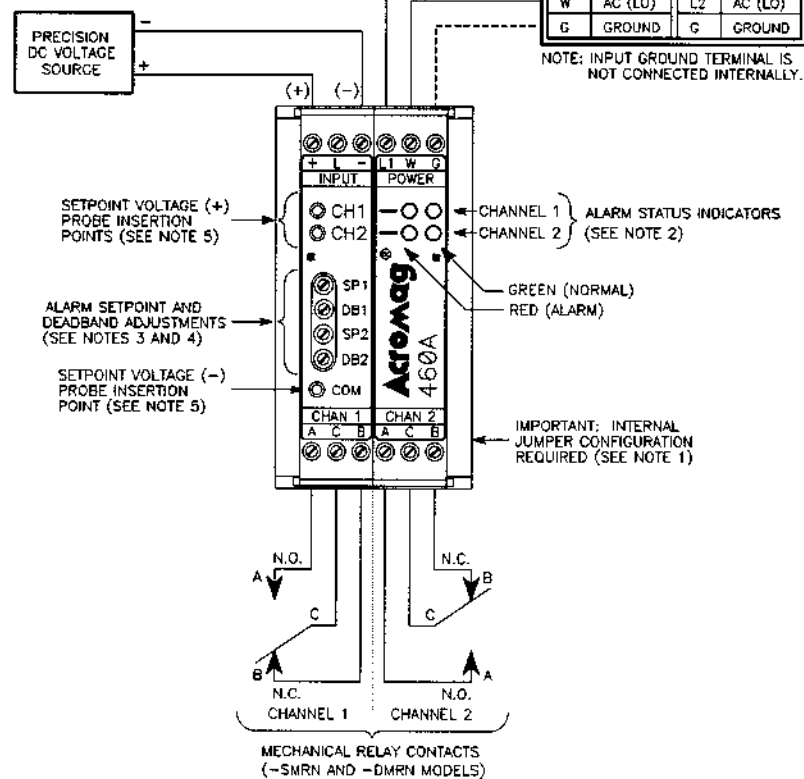 W AC (LO) L2 AC (LO)
G GROUND G GROUND
NOTE: INPUT GROUND TERMINAL IS
NOT CONNECTED INTERNALLY.
PRECISION
DC VOLTAGE
SOURCE
−
+
(+) (−)
+ L − L1 W G
INPUT POWER
SETPOINT VOLTAGE (+)
PROBE INSERTION
POINTS (SEE NOTE 5)
CH1
CH2
CHANNEL 1
CHANNEL 2
ALARM STATUS INDICATORS
(SEE NOTE 2)
GREEN (NORMAL)
RED (ALARM)
ALARM SETPOINT AND
DEADBAND ADJUSTMENTS
(SEE NOTES 3 AND 4)
SP1
DB1
SP2
DB2
Acromag
460A
SETPOINT VOLTAGE (−)
PROBE INSERTION
POINT (SEE NOTE 5)
COM
CHAN 1 CHAN 2
A C B A C B
IMPORTANT: INTERNAL
JUMPER CONFIGURATION
REQUIRED (SEE NOTE 1)
N.O. N.C.
A B
C C
B A
N.C. N.O.
CHANNEL 1 CHANNEL 2
MECHANICAL RELAY CONTACTS
(-SMRN AND -DMRN MODELS)